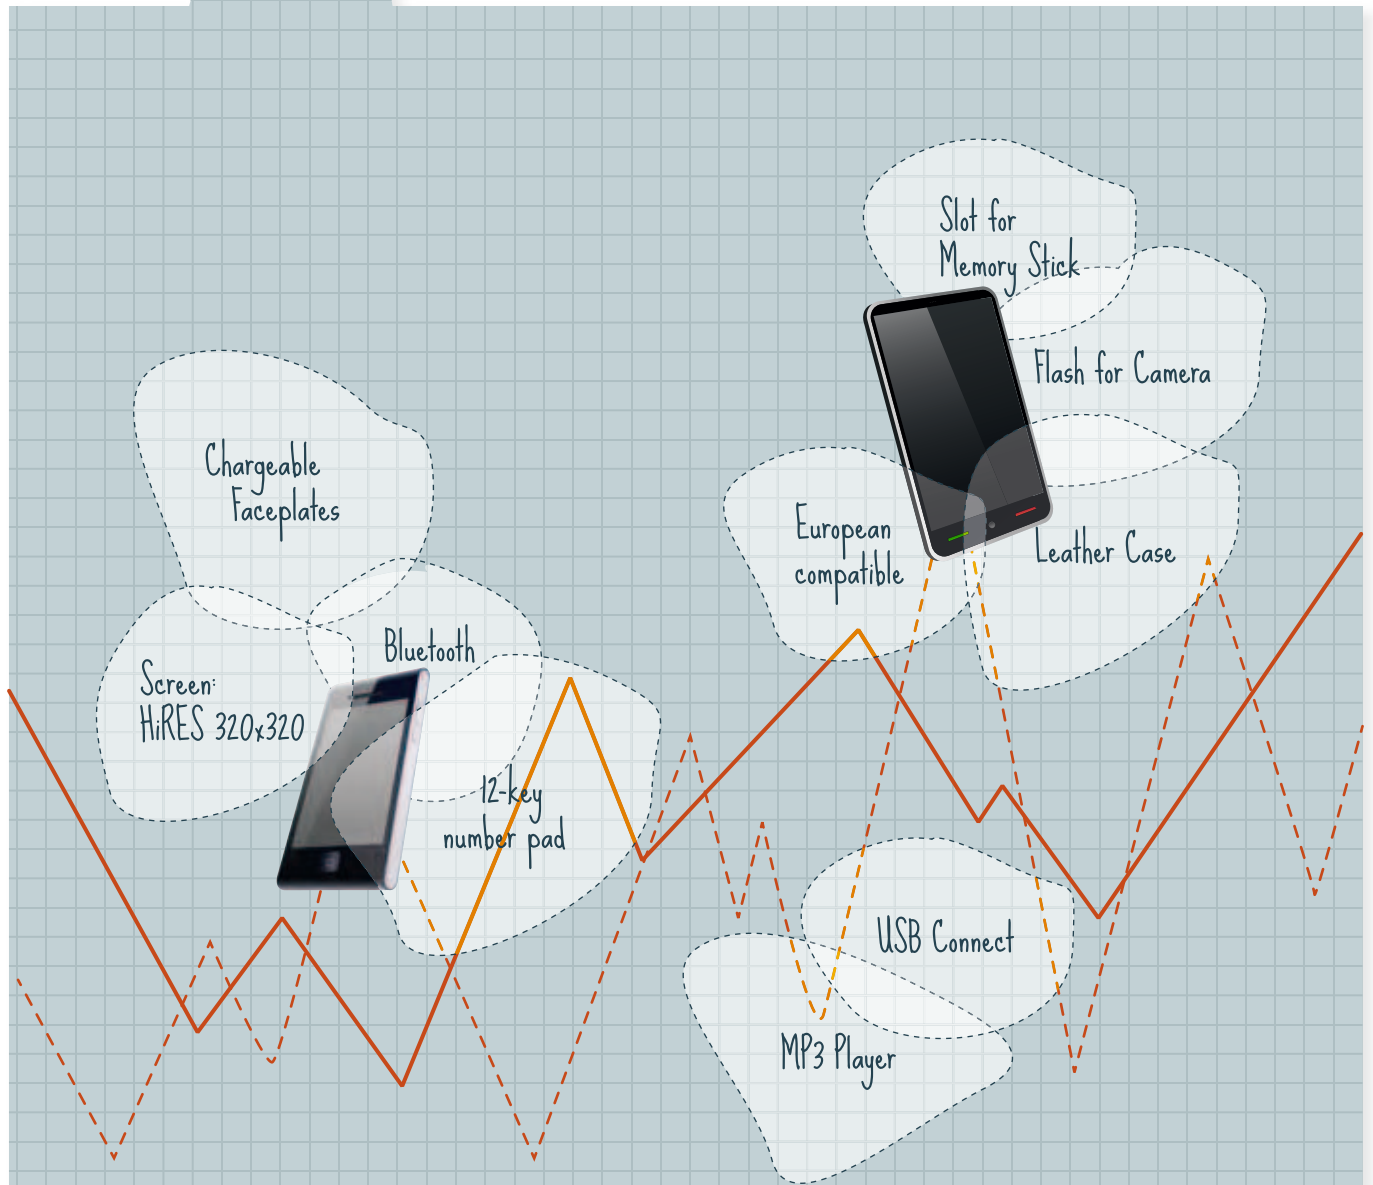 Slot for
Memory Stick
Flash for Camera
Chargeable
Faceplates
European
compatible
Leather Case
Bluetooth
Screen:
HiRES 320x320
12-key
number pad
USB Connect
MP3 Player